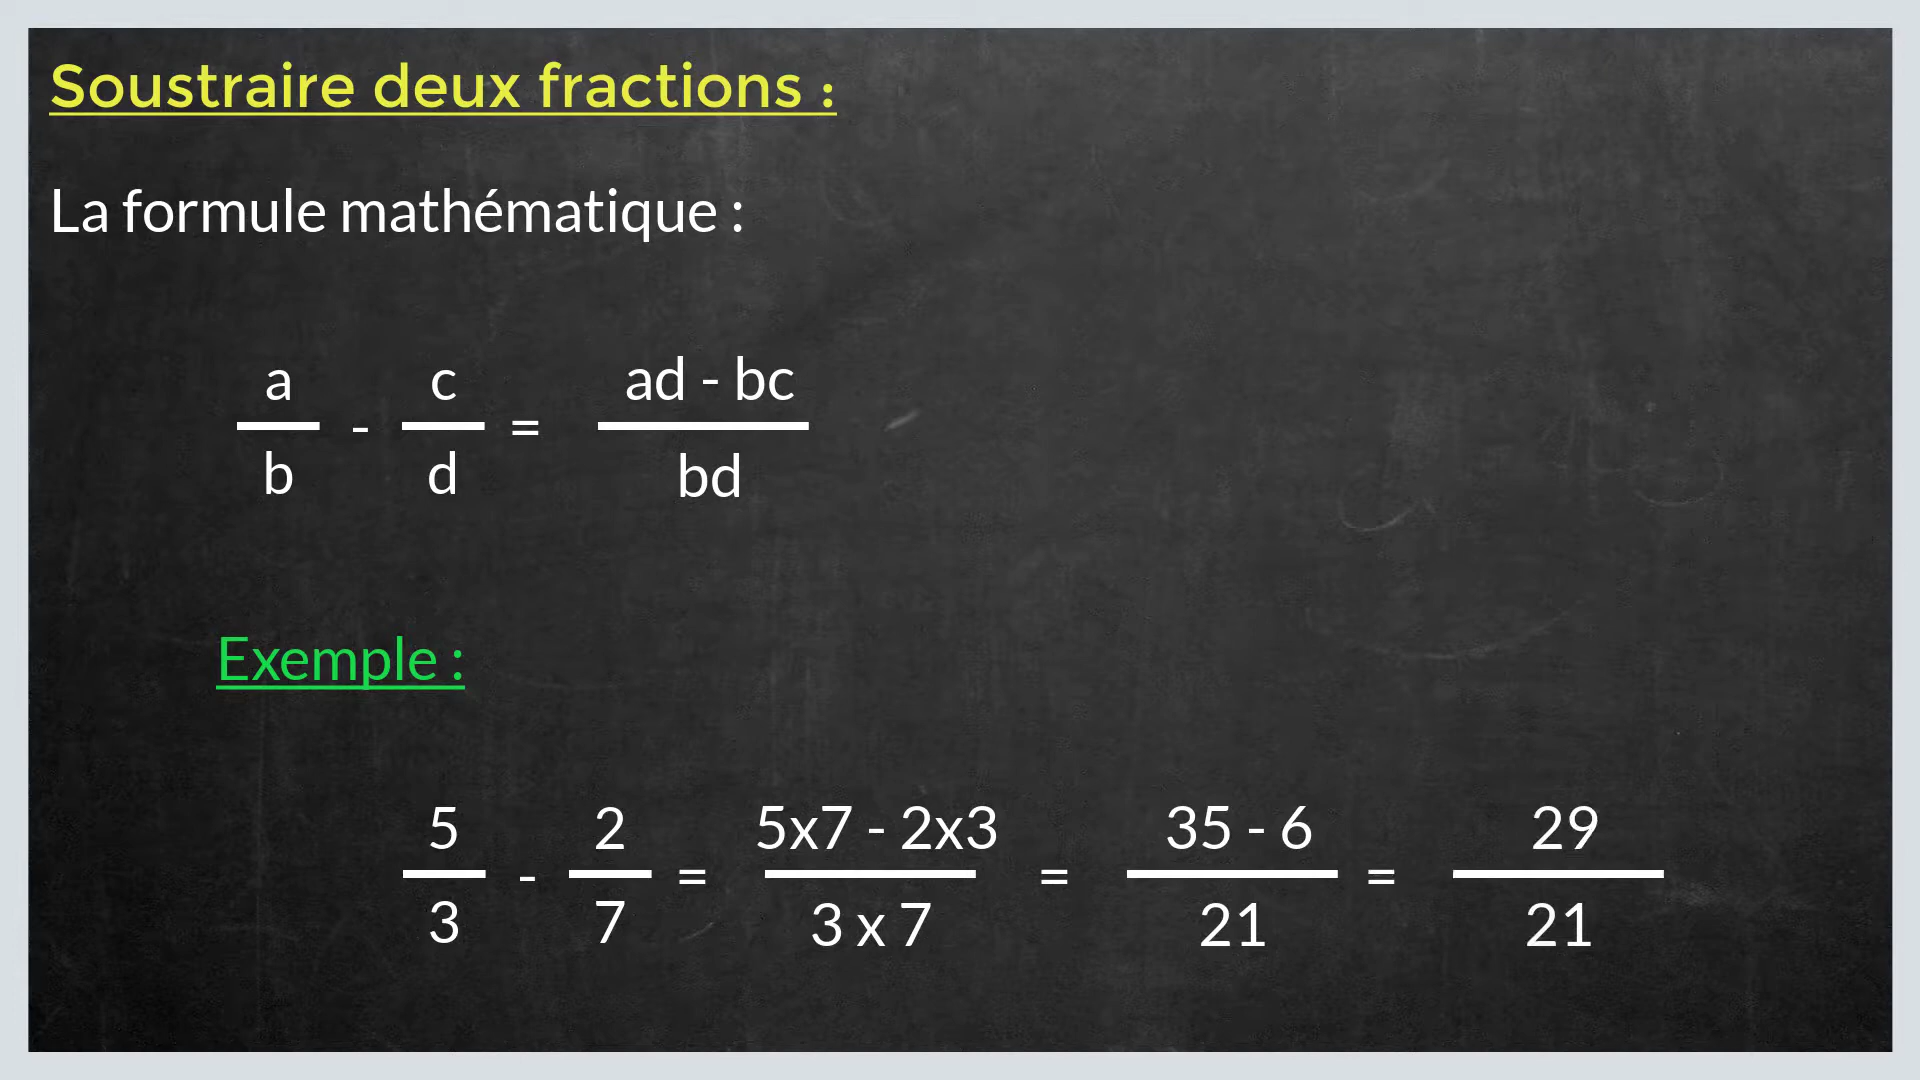 Soustraire deux fractions :
La formule mathématique :
a/b - c/d = (ad - bc)/bd
Exemple :
5/3 - 2/7 = (5x7 - 2x3)/(3 x 7) = (35 - 6)/21 = 29/21